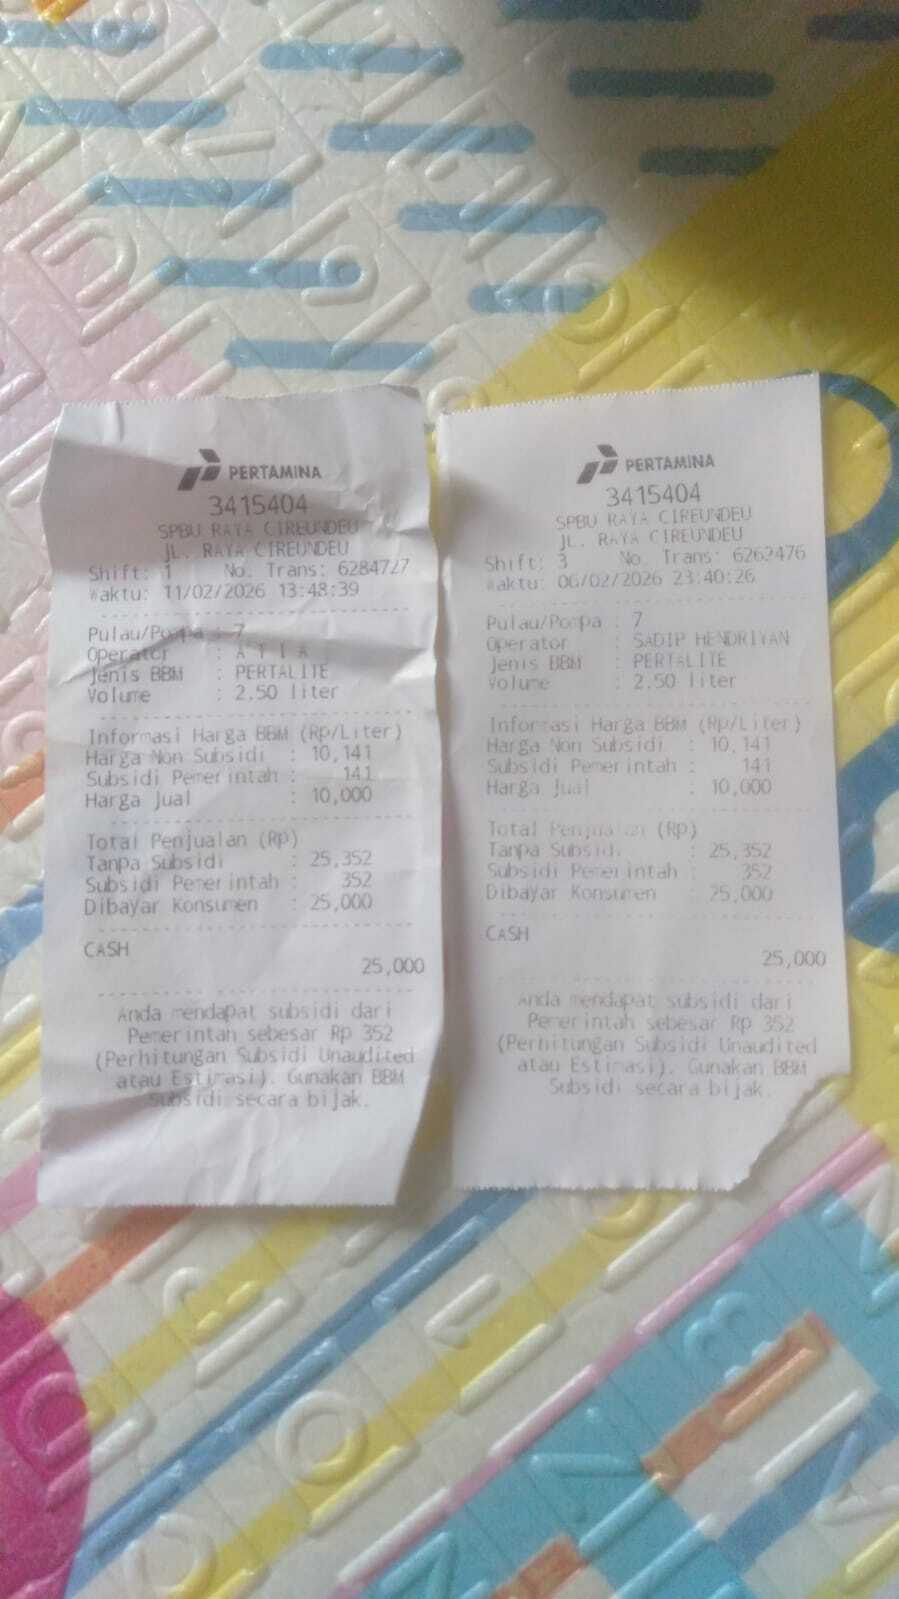 PERTAMINA
3415404
SPBU RAYA CIREUNDEU
JL. RAYA CIREUNDEU
Shift: 1 No. Trans: 6284727
Waktu: 11/02/2026 13:48:39
Pulau/Pompa : 7
Operator :
Jenis BBM : PERTALITE
Volume : 2.50 liter
Informasi Harga BBM (Rp/Liter)
Harga Non Subsidi : 10,141
Subsidi Pemerintah : 141
Harga Jual : 10,000
Total Penjualan (Rp)
Tanpa Subsidi : 25,352
Subsidi Pemerintah : 352
Dibayar Konsumen : 25,000
CASH
25,000
Anda mendapat subsidi dari
Pemerintah sebesar Rp 352
(Perhitungan Subsidi Unaudited
atau Estimasi). Gunakan BBM
Subsidi secara bijak.
PERTAMINA
3415404
SPBU RAYA CIREUNDEU
JL. RAYA CIREUNDEU
Shift: 3 No. Trans: 6262476
Waktu: 06/02/2026 23:40:26
Pulau/Pompa : 7
Operator : SADIP HENDRIYAN
Jenis BBM : PERTALITE
Volume : 2.50 liter
Informasi Harga BBM (Rp/Liter)
Harga Non Subsidi : 10,141
Subsidi Pemerintah : 141
Harga Jual : 10,000
Total Penjualan (Rp)
Tanpa Subsidi : 25,352
Subsidi Pemerintah : 352
Dibayar Konsumen : 25,000
CASH
25,000
Anda mendapat subsidi dari
Pemerintah sebesar Rp 352
(Perhitungan Subsidi Unaudited
atau Estimasi). Gunakan BBM
Subsidi secara bijak.